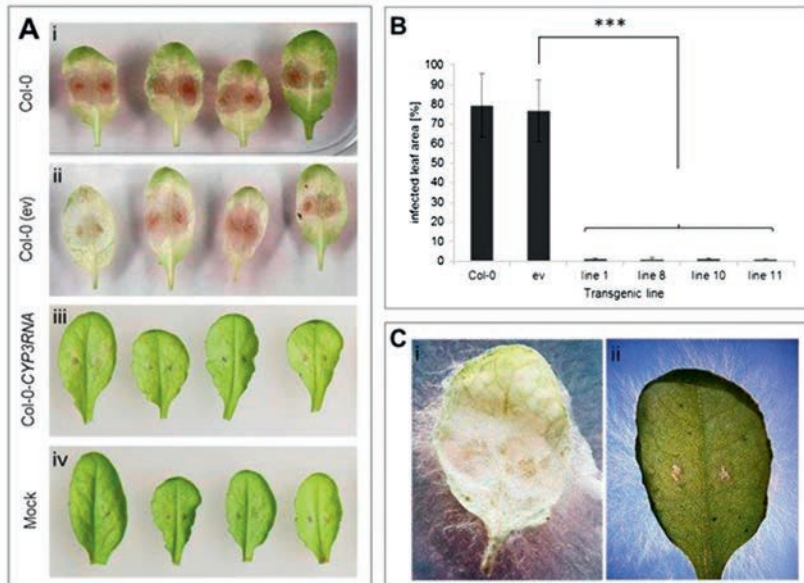 A
i
Col-0
ii
Col-0 (ev)
iii
Col-0-CYP3RNA
iv
Mock
B
***
infected leaf area [%]
100
90
80
70
60
50
40
30
20
10
0
Col-0 ev line 1 line 8 line 10 line 11
Transgenic line
C
i
ii